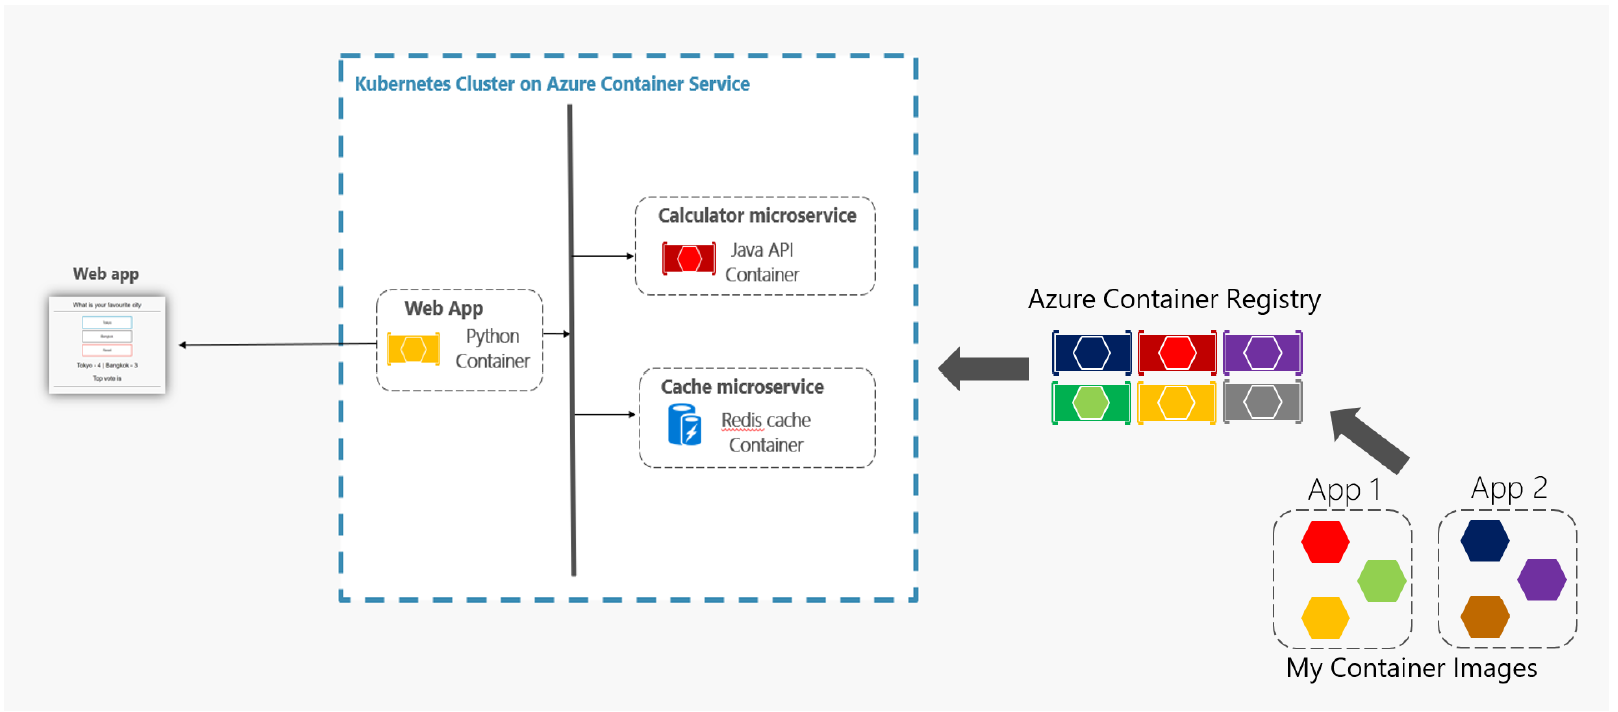 Kubernetes Cluster on Azure Container Service
Web app
What is your favourite city
Tokyo - 4 | Bangkok - 3
Top vote is
Web App
Python
Container
Calculator microservice
Java API
Container
Cache microservice
Redis cache
Container
Azure Container Registry
App 1
App 2
My Container Images